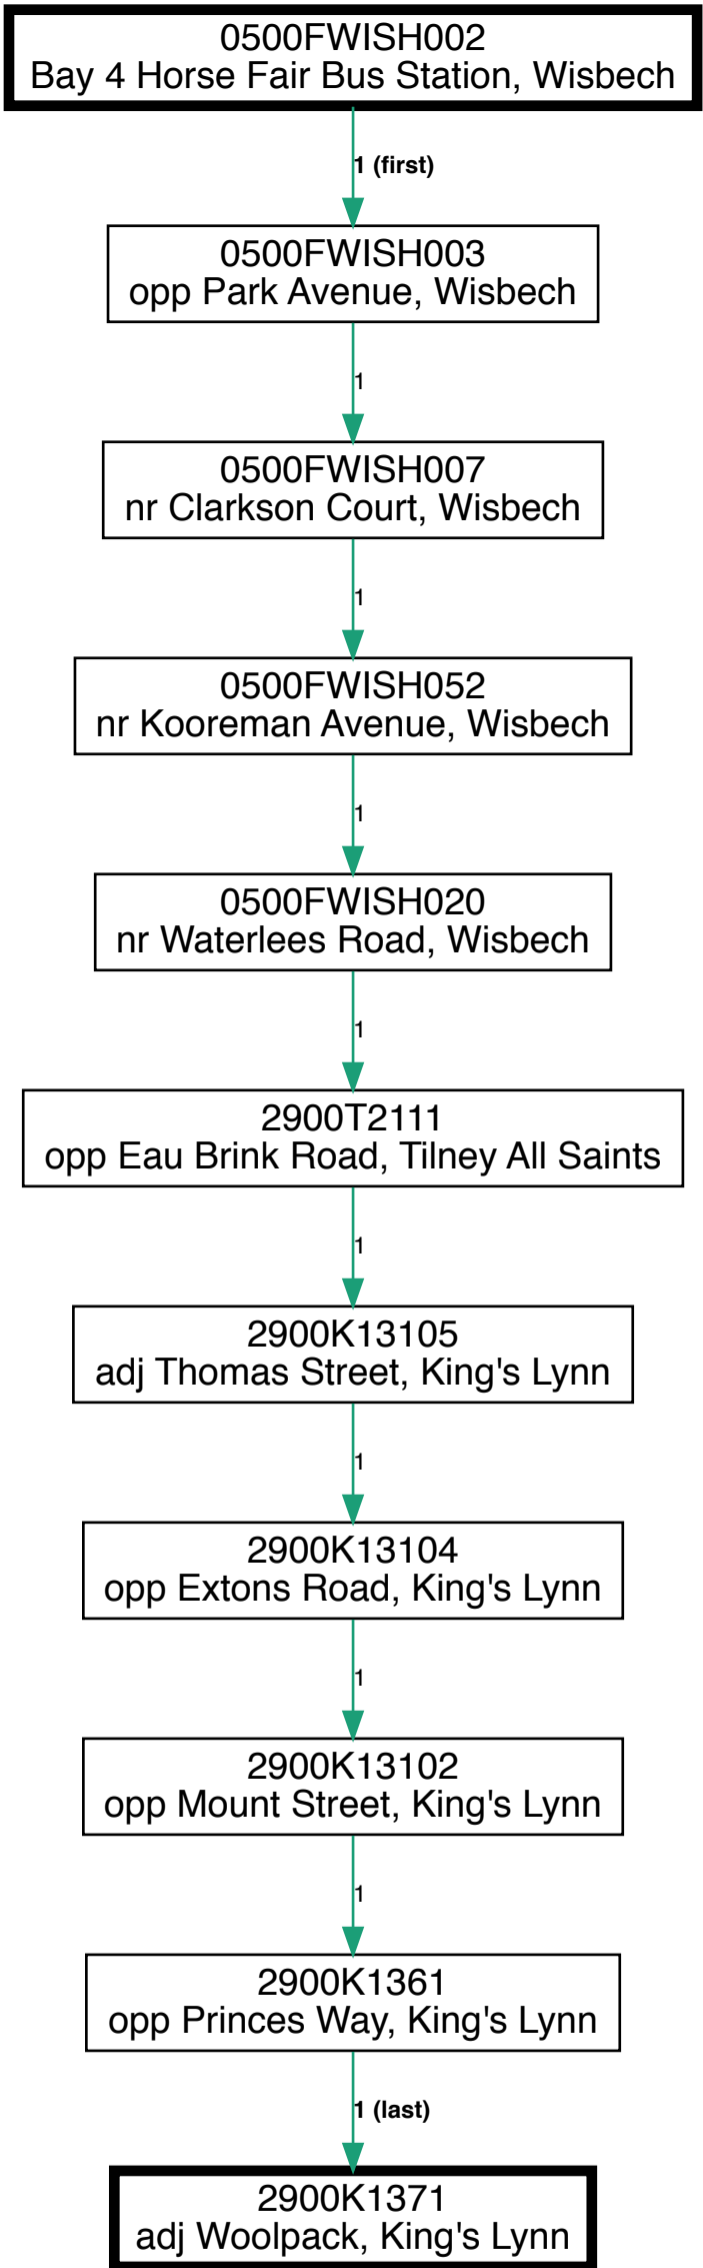 0500FWISH002
Bay 4 Horse Fair Bus Station, Wisbech
1 (first)
0500FWISH003
opp Park Avenue, Wisbech
1
0500FWISH007
nr Clarkson Court, Wisbech
1
0500FWISH052
nr Kooreman Avenue, Wisbech
1
0500FWISH020
nr Waterlees Road, Wisbech
1
2900T2111
opp Eau Brink Road, Tilney All Saints
1
2900K13105
adj Thomas Street, King's Lynn
1
2900K13104
opp Extons Road, King's Lynn
1
2900K13102
opp Mount Street, King's Lynn
1
2900K1361
opp Princes Way, King's Lynn
1 (last)
2900K1371
adj Woolpack, King's Lynn